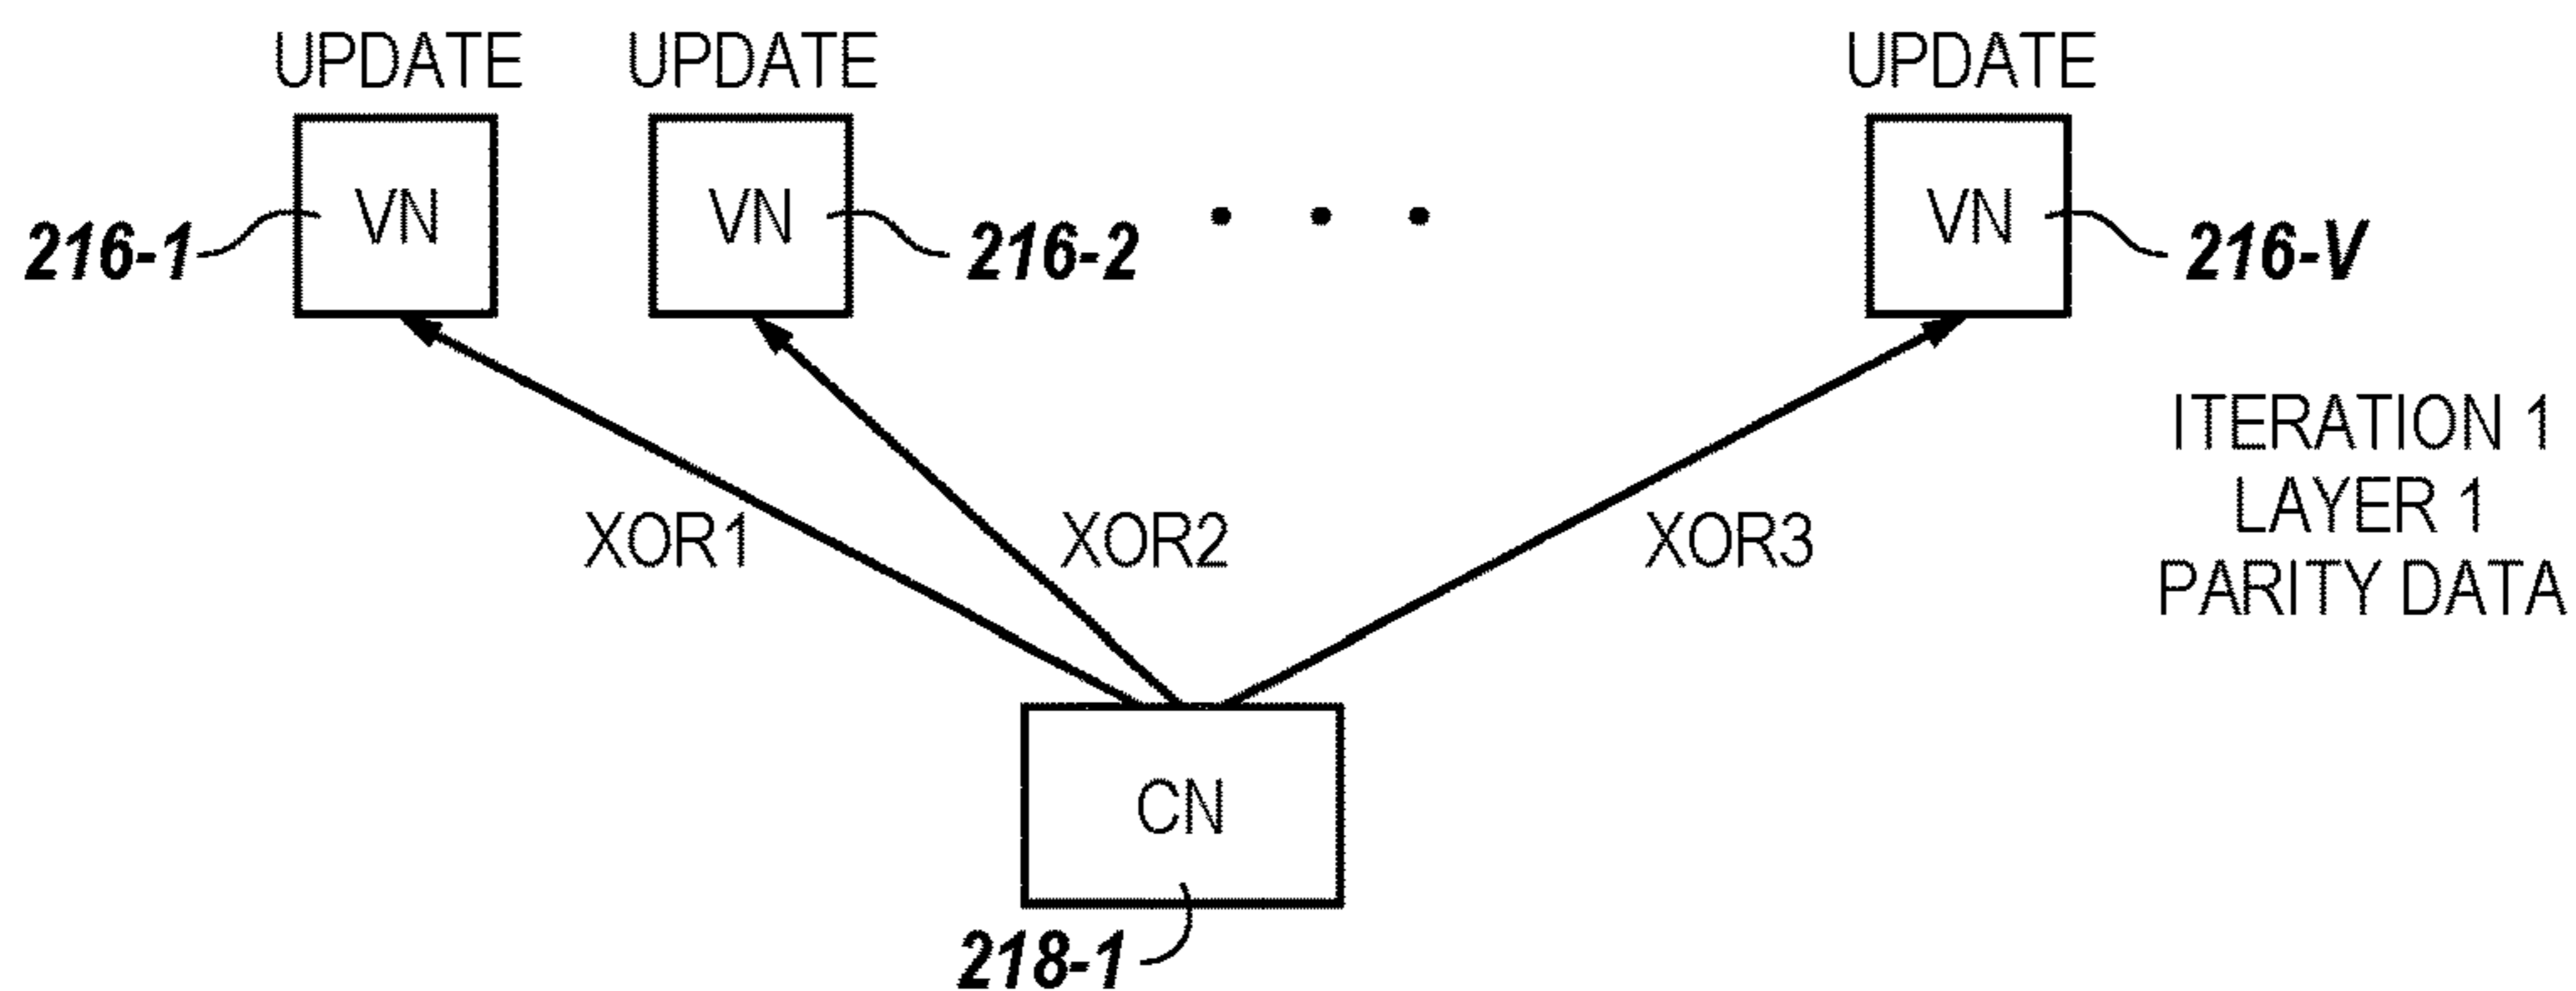 UPDATE UPDATE UPDATE
VN VN VN
216-1 216-2 216-V
ITERATION 1
LAYER 1
PARITY DATA
XOR1 XOR2 XOR3
CN
218-1